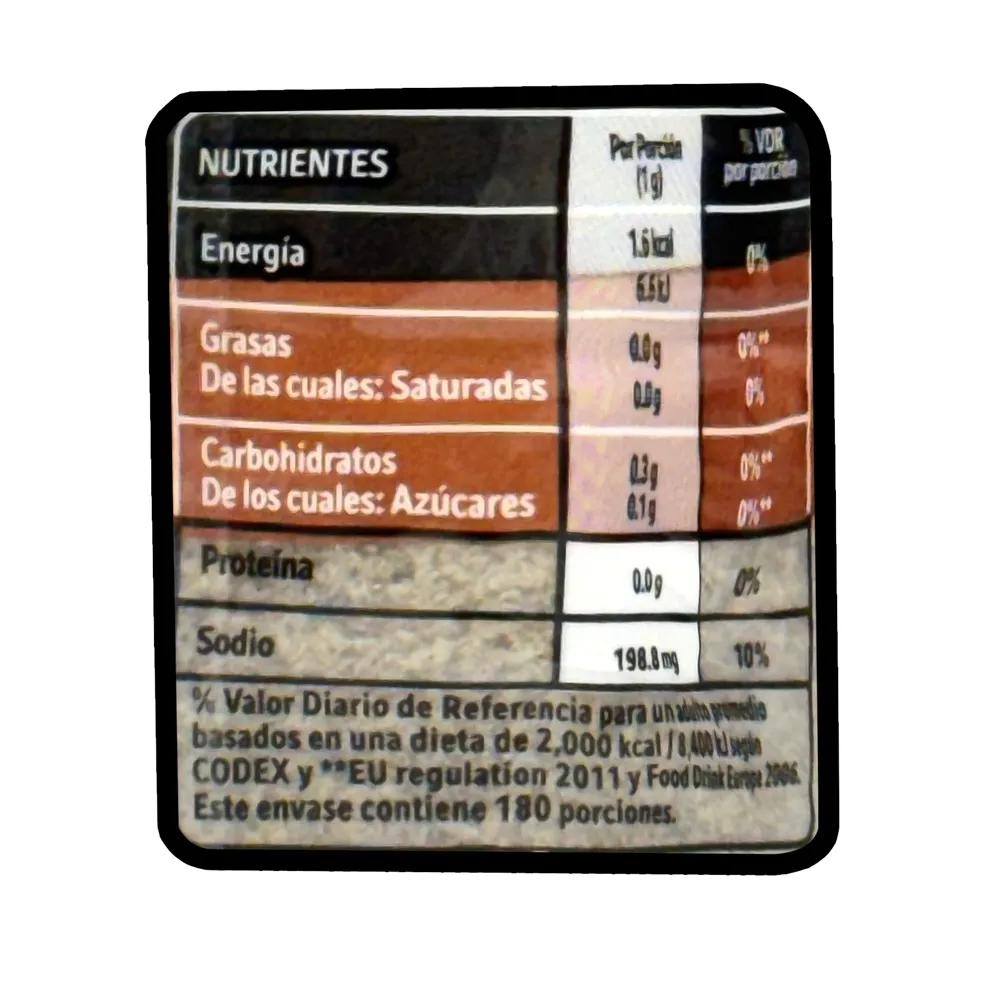 NUTRIENTES Por Porción (1 g) % VDR por porción
Energía 1.6 kcal 0%
6.6 kJ
Grasas 0.0 g 0%**
De las cuales: Saturadas 0.0g 0%
Carbohidratos 0.3g 0%**
De los cuales: Azúcares 0.1g 0%**
Proteína 0.0g 0%
Sodio 198.8mg 10%
% Valor Diario de Referencia para un adulto promedio
basados en una dieta de 2,000 kcal / 8,400 kJ según
CODEX y **EU regulation 2011 y Food Drink Europe 2006.
Este envase contiene 180 porciones.